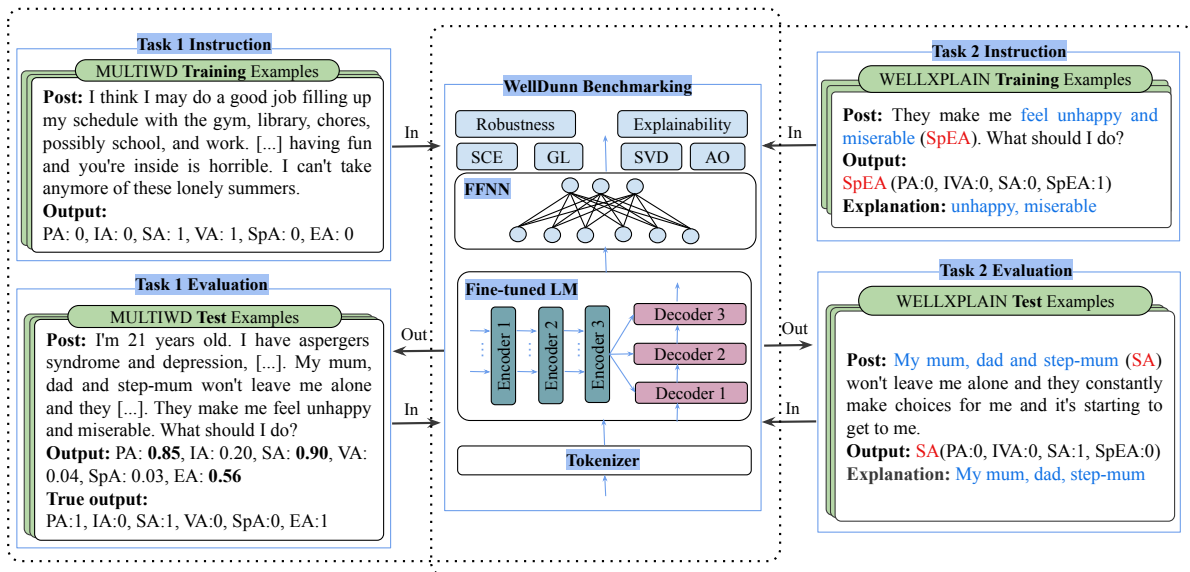 Task 1 Instruction
MULTIWD Training Examples
Post: I think I may do a good job filling up
my schedule with the gym, library, chores,
possibly school, and work. [...] having fun
and you're inside is horrible. I can't take
anymore of these lonely summers.
Output:
PA: 0, IA: 0, SA: 1, VA: 1, SpA: 0, EA: 0
In
Task 1 Evaluation
MULTIWD Test Examples
Post: I'm 21 years old. I have aspergers
syndrome and depression, [...]. My mum,
dad and step-mum won't leave me alone
and they [...]. They make me feel unhappy
and miserable. What should I do?
Output: PA: 0.85, IA: 0.20, SA: 0.90, VA:
0.04, SpA: 0.03, EA: 0.56
True output:
PA:1, IA:0, SA:1, VA:0, SpA:0, EA:1
Out
In
WellDunn Benchmarking
Robustness
Explainability
SCE
GL
SVD
AO
FFNN
Fine-tuned LM
Encoder 1
Encoder 2
Encoder 3
Decoder 3
Decoder 2
Decoder 1
Tokenizer
Task 2 Instruction
WELLXPLAIN Training Examples
Post: They make me feel unhappy and
miserable (SpEA). What should I do?
Output:
SpEA (PA:0, IVA:0, SA:0, SpEA:1)
Explanation: unhappy, miserable
In
Task 2 Evaluation
WELLXPLAIN Test Examples
Post: My mum, dad and step-mum (SA)
won't leave me alone and they constantly
make choices for me and it's starting to
get to me.
Output: SA(PA:0, IVA:0, SA:1, SpEA:0)
Explanation: My mum, dad, step-mum
Out
In